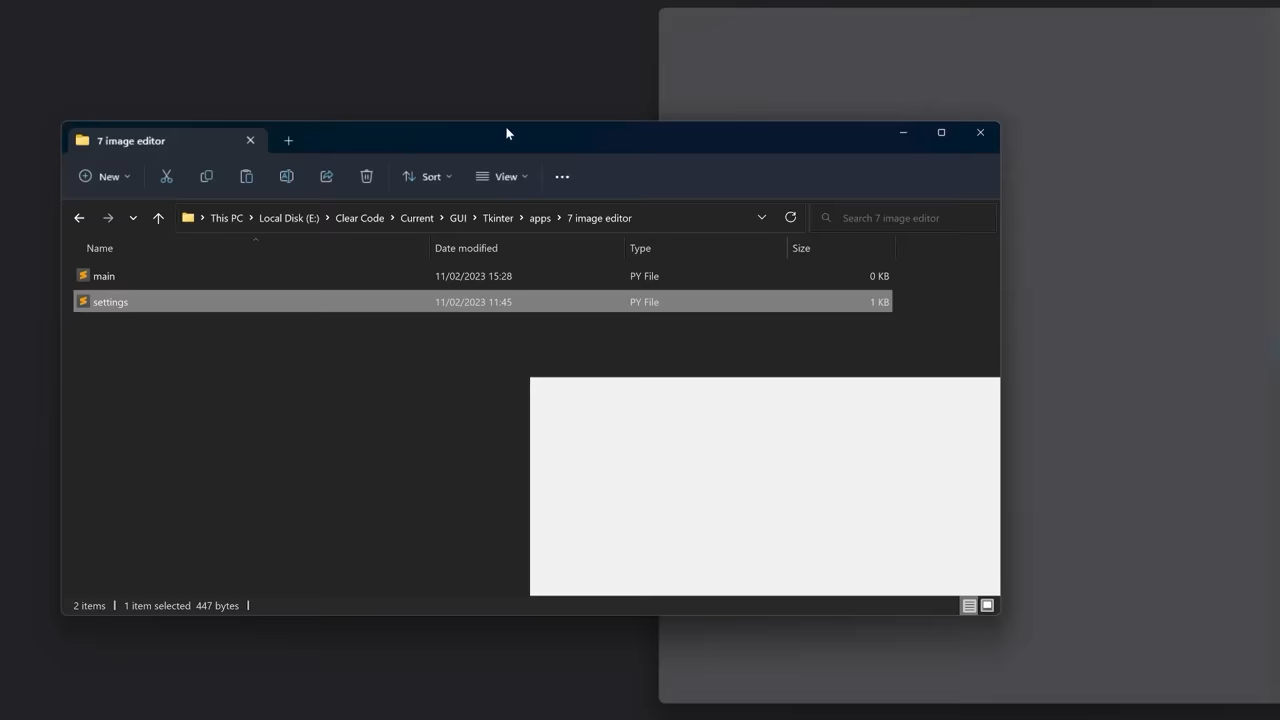 7 image editor
New
Sort
View
This PC > Local Disk (E:) > Clear Code > Current > GUI > Tkinter > apps > 7 image editor
Search 7 image editor
Name Date modified Type Size
main 11/02/2023 15:28 PY File 0 KB
settings 11/02/2023 11:45 PY File 1 KB
2 items | 1 item selected 447 bytes |